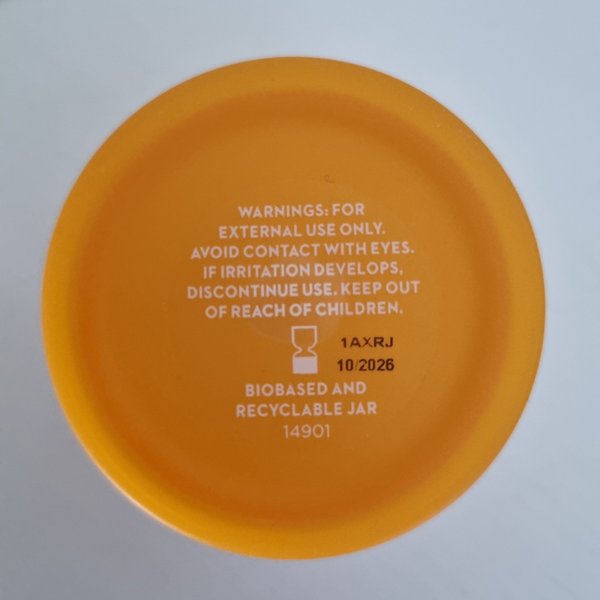 WARNINGS: FOR
EXTERNAL USE ONLY.
AVOID CONTACT WITH EYES.
IF IRRITATION DEVELOPS,
DISCONTINUE USE. KEEP OUT
OF REACH OF CHILDREN.
1AXRJ
10/2026
BIOBASED AND
RECYCLABLE JAR
14901